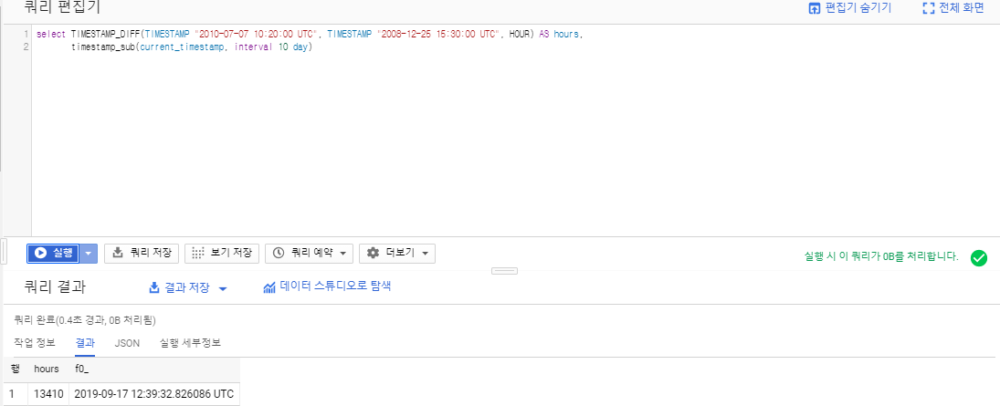 쿼리 편집기
편집기 숨기기
전체 화면
1 select TIMESTAMP_DIFF(TIMESTAMP "2010-07-07 10:20:00 UTC", TIMESTAMP "2008-12-25 15:30:00 UTC", HOUR) AS hours,
2 timestamp_sub(current_timestamp, interval 10 day)
실행
쿼리 저장
보기 저장
쿼리 예약
더보기
실행 시 이 쿼리가 0B를 처리합니다.
쿼리 결과
결과 저장
데이터 스튜디오로 탐색
쿼리 완료(0.4초 경과, 0B 처리됨)
작업 정보 결과 JSON 실행 세부정보
행 hours f0_
1 13410 2019-09-17 12:39:32.826086 UTC